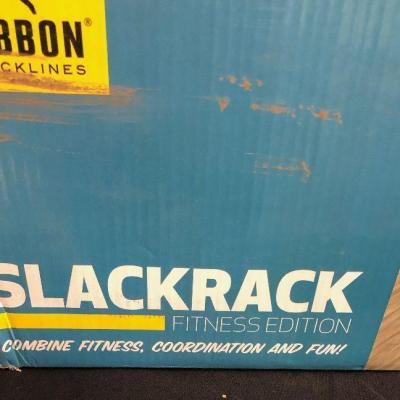 BBON®
CKLINES
SLACKRACK
FITNESS EDITION
COMBINE FITNESS, COORDINATION AND FUN!